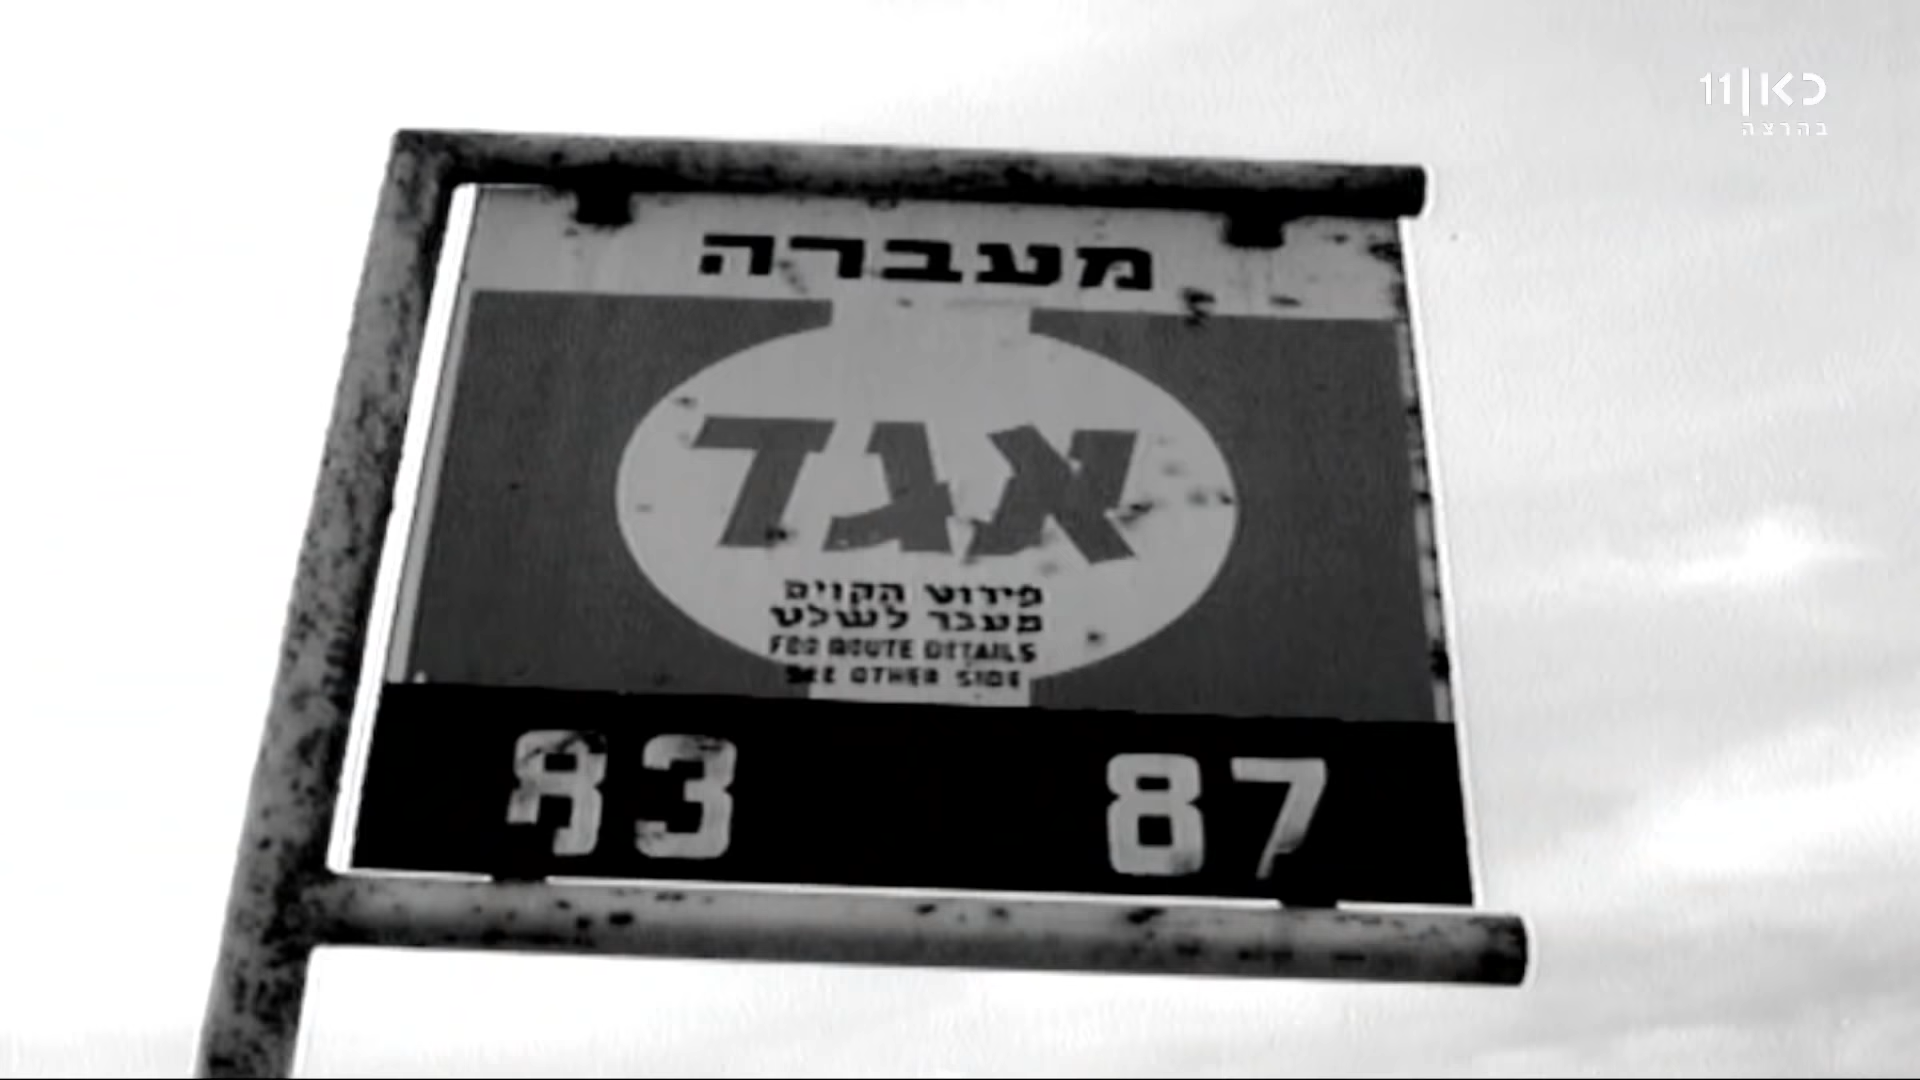 כאן 11
בהרצה
מעברה
אגד
פירוט הקוים
מעבר לשלט
FOR ROUTE DETAILS
SEE OTHER SIDE
83 87